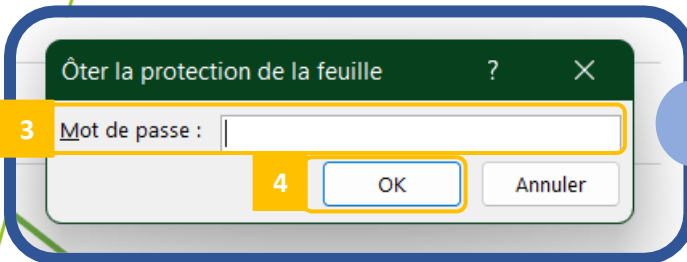 Ôter la protection de la feuille ?
3 Mot de passe :
4 OK Annuler